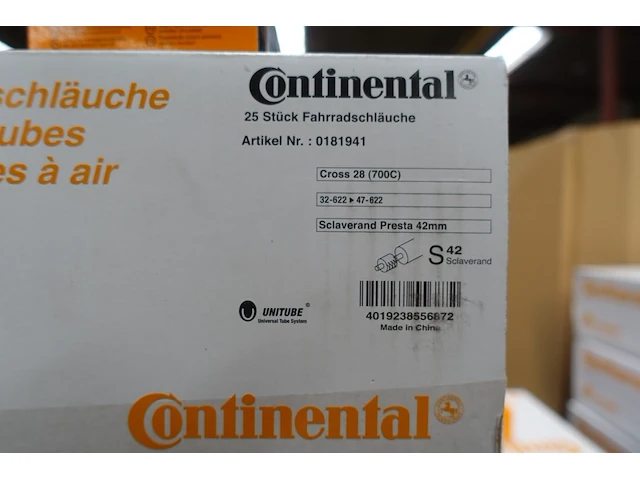 schläuche
ubes
es à air
Continental
25 Stück Fahrradschläuche
Artikel Nr. : 0181941
Cross 28 (700C)
32-622 ▸ 47-622
Sclaverand Presta 42mm
S 42
Sclaverand
UNITUBE
Universal Tube System
4019238556872
Made in China
Continental